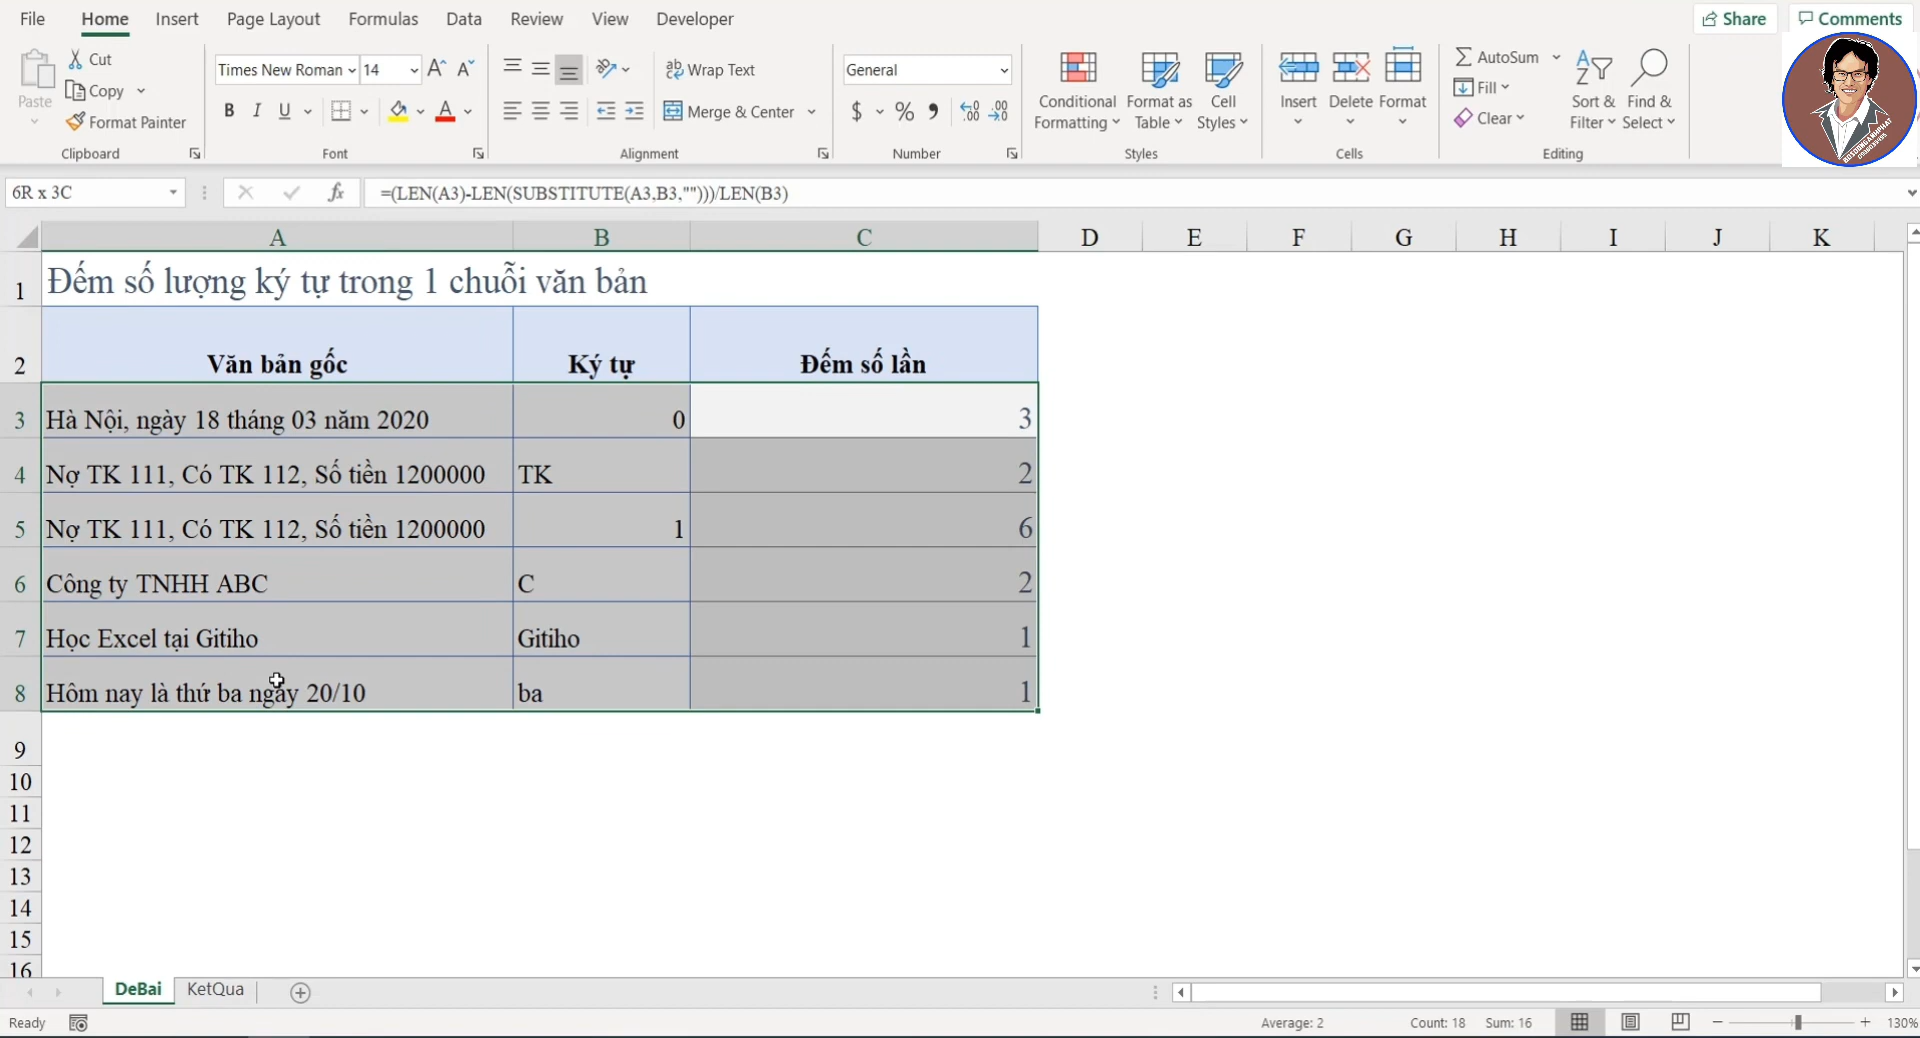 File Home Insert Page Layout Formulas Data Review View Developer Share Comments
Paste Cut Copy Format Painter Clipboard
Times New Roman 14 A A B I U A Font
Wrap Text Merge & Center Alignment
General $ % Number
Conditional Formatting Format as Table Cell Styles Styles
Insert Delete Format Cells
AutoSum Fill Clear Sort & Filter Find & Select Editing
6R x 3C fx =(LEN(A3)-LEN(SUBSTITUTE(A3,B3,"")))/LEN(B3)
A B C D E F G H I J K
1 Đếm số lượng ký tự trong 1 chuỗi văn bản
2 Văn bản gốc Ký tự Đếm số lần
3 Hà Nội, ngày 18 tháng 03 năm 2020 0 3
4 Nợ TK 111, Có TK 112, Số tiền 1200000 TK 2
5 Nợ TK 111, Có TK 112, Số tiền 1200000 1 6
6 Công ty TNHH ABC C 2
7 Học Excel tại Gitiho Gitiho 1
8 Hôm nay là thứ ba ngày 20/10 ba 1
9
10
11
12
13
14
15
16
DeBai KetQua
Ready Average: 2 Count: 18 Sum: 16 130%